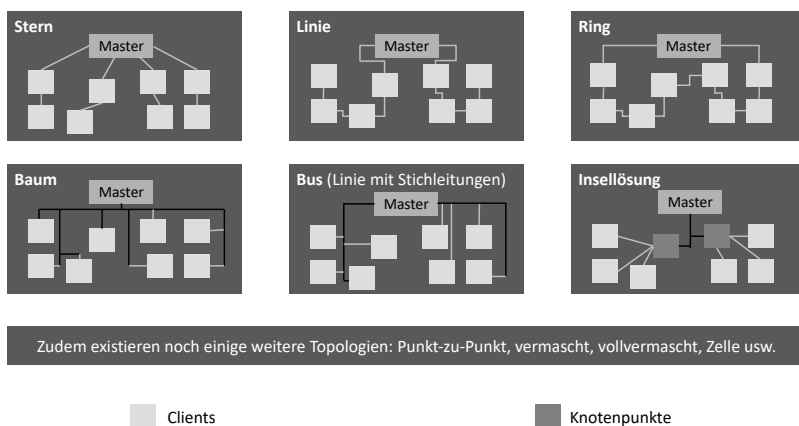 Stern
Master
Linie
Master
Ring
Master
Baum
Master
Bus (Linie mit Stichleitungen)
Master
Insellösung
Master
Zudem existieren noch einige weitere Topologien: Punkt-zu-Punkt, vermascht, vollvermascht, Zelle usw.
Clients
Knotenpunkte